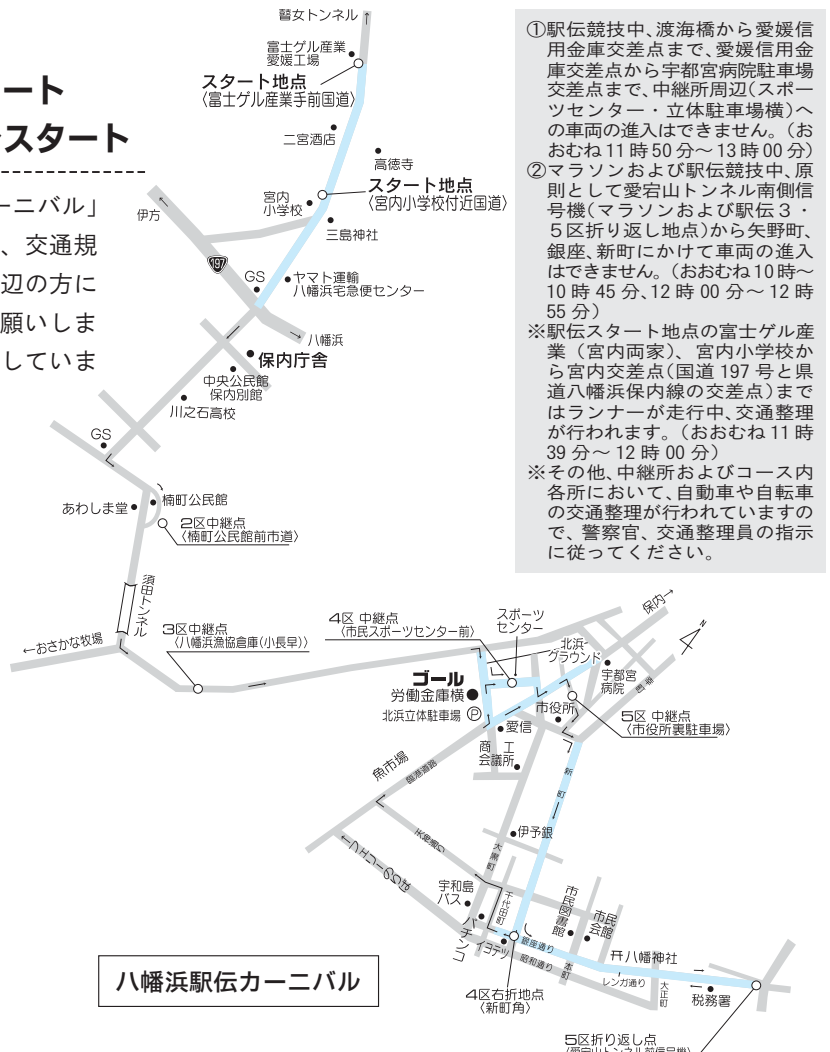 ート
スタート
ーニバル」
、交通規
辺の方に
願いしま
していま
①駅伝競技中、渡海橋から愛媛信
用金庫交差点まで、愛媛信用金
庫交差点から宇都宮病院駐車場
交差点まで、中継所周辺(スポー
ツセンター・立体駐車場横)へ
の車両の進入はできません。(お
おむね11時50分～13時00分)
②マラソンおよび駅伝競技中、原
則として愛宕山トンネル南側信
号機(マラソンおよび駅伝3・
5区折り返し地点)から矢野町、
銀座、新町にかけて車両の進入
はできません。(おおむね10時～
10時45分、12時00分～12時
55分)
※駅伝スタート地点の富士ゲル産
業(宮内両家)、宮内小学校か
ら宮内交差点(国道197号と県
道八幡浜保内線の交差点)まで
はランナーが走行中、交通整理
が行われます。(おおむね11時
39分～12時00分)
※その他、中継所およびコース内
各所において、自動車や自転車
の交通整理が行われていますの
で、警察官、交通整理員の指示
に従ってください。
瞽女トンネル
富士ゲル産業
愛媛工場
スタート地点
〈富士ゲル産業手前国道〉
二宮酒店
高徳寺
スタート地点
〈宮内小学校付近国道〉
宮内
小学校
伊方
三島神社
197
GS
ヤマト運輸
八幡浜宅急便センター
八幡浜
保内庁舎
中央公民館
保内別館
川之石高校
GS
楠町公民館
あわしま堂
2区中継点
〈楠町公民館前市道〉
須田トンネル
←おさかな牧場
3区中継点
〈八幡浜漁協倉庫(小長早)〉
4区 中継点
〈市民スポーツセンター前〉
スポーツ
センター
保内→
N
北浜
グラウンド
宇都宮
病院
ゴール
労働金庫横
北浜立体駐車場 P
市役所
愛信
5区 中継点
〈市役所裏駐車場〉
商工
会議所
魚市場
臨港道路
新町
伊予銀
大黒町
フェリーのりば
宇和島
バス
千代田町
パチンコ
イヨテツ
市民図書館
市民会館
銀座通り
昭和通り
本町
八幡神社
レンガ通り
大正町
税務署
4区右折地点
〈新町角〉
5区折り返し点
〈愛宕山トンネル前信号機〉
八幡浜駅伝カーニバル